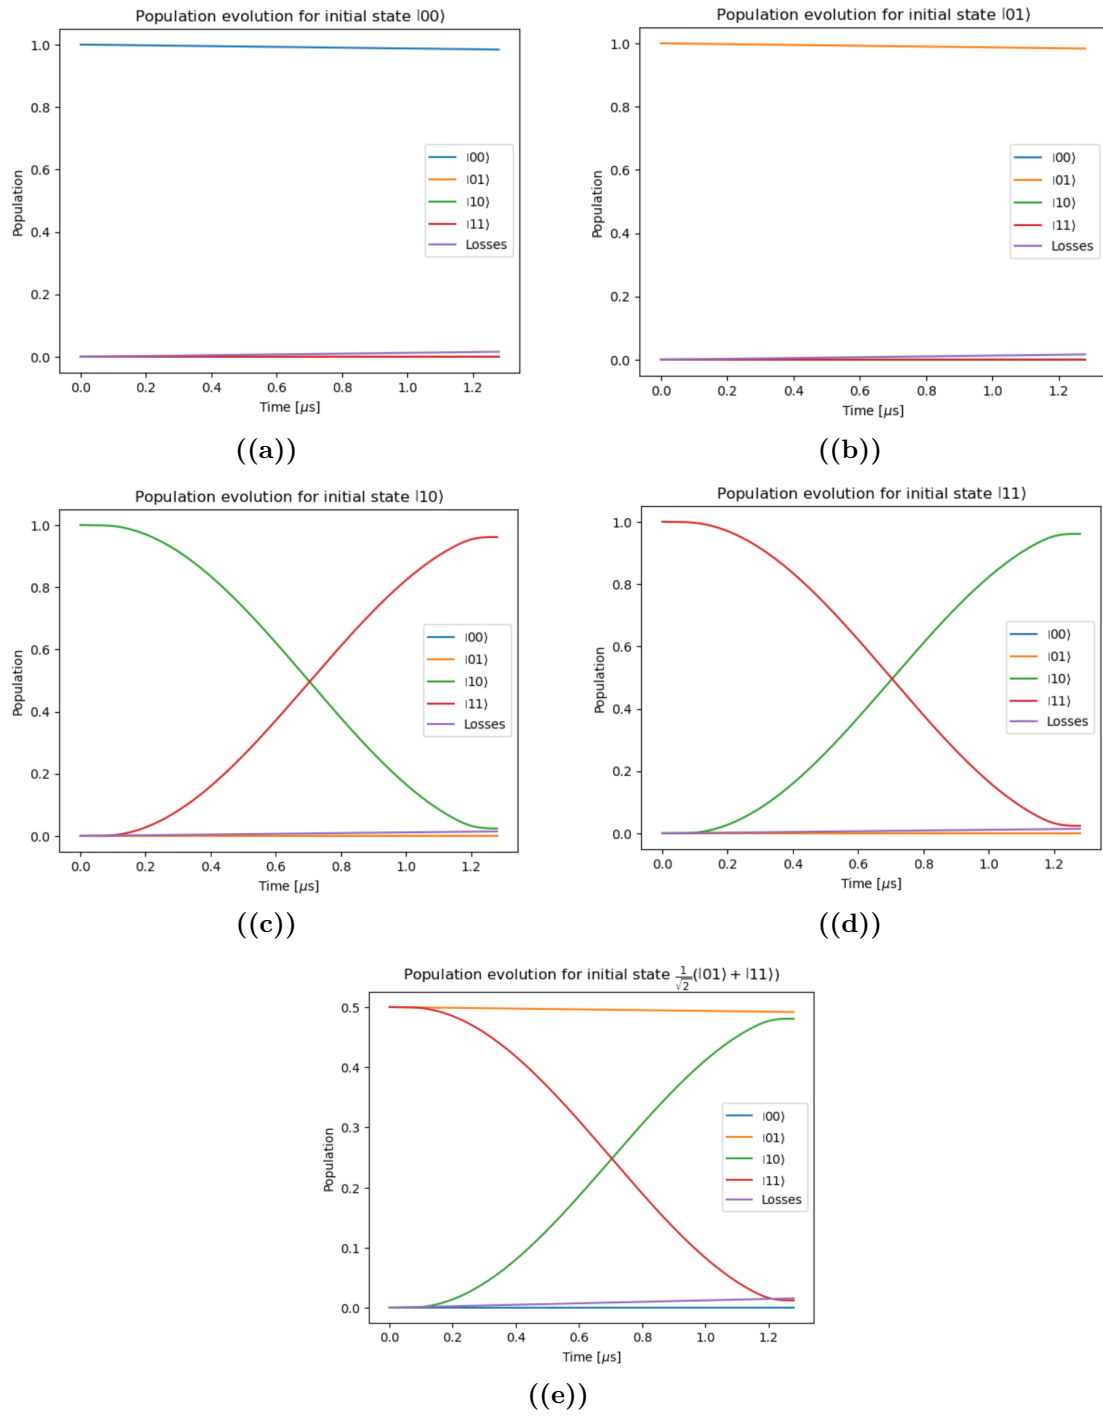 Population evolution for initial state |00⟩
Population
1.0
0.8
0.6
0.4
0.2
0.0
|00⟩
|01⟩
|10⟩
|11⟩
Losses
0.0 0.2 0.4 0.6 0.8 1.0 1.2
Time [μs]
((a))
Population evolution for initial state |01⟩
Population
1.0
0.8
0.6
0.4
0.2
0.0
|00⟩
|01⟩
|10⟩
|11⟩
Losses
0.0 0.2 0.4 0.6 0.8 1.0 1.2
Time [μs]
((b))
Population evolution for initial state |10⟩
Population
1.0
0.8
0.6
0.4
0.2
0.0
|00⟩
|01⟩
|10⟩
|11⟩
Losses
0.0 0.2 0.4 0.6 0.8 1.0 1.2
Time [μs]
((c))
Population evolution for initial state |11⟩
Population
1.0
0.8
0.6
0.4
0.2
0.0
|00⟩
|01⟩
|10⟩
|11⟩
Losses
0.0 0.2 0.4 0.6 0.8 1.0 1.2
Time [μs]
((d))
Population evolution for initial state 1/√2(|01⟩ + |11⟩)
Population
0.5
0.4
0.3
0.2
0.1
0.0
|00⟩
|01⟩
|10⟩
|11⟩
Losses
0.0 0.2 0.4 0.6 0.8 1.0 1.2
Time [μs]
((e))